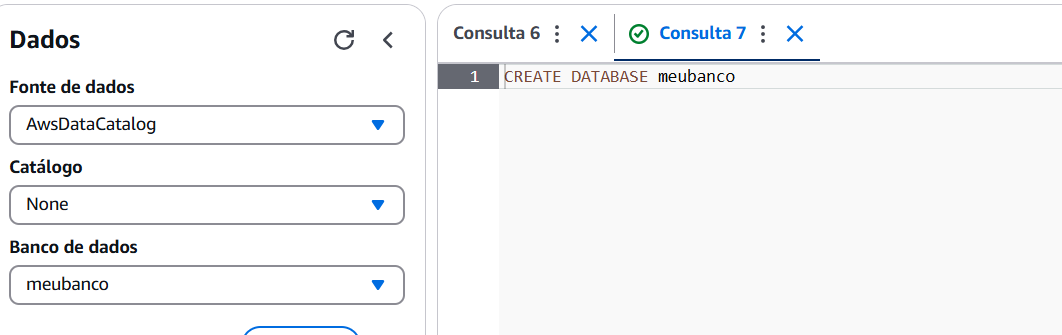 Dados
Fonte de dados
AwsDataCatalog
Catálogo
None
Banco de dados
meubanco
Consulta 6
Consulta 7
1 CREATE DATABASE meubanco